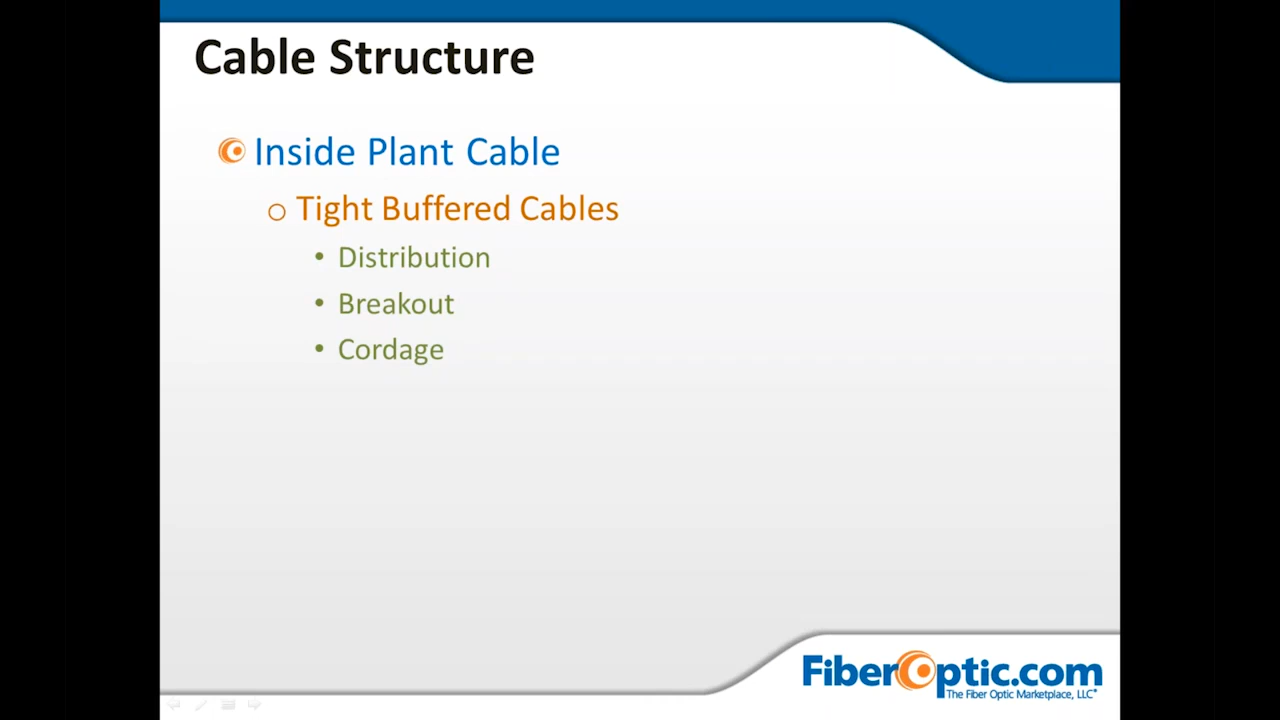 Cable Structure
Inside Plant Cable
Tight Buffered Cables
Distribution
Breakout
Cordage
FiberOptic.com
The Fiber Optic Marketplace, LLC